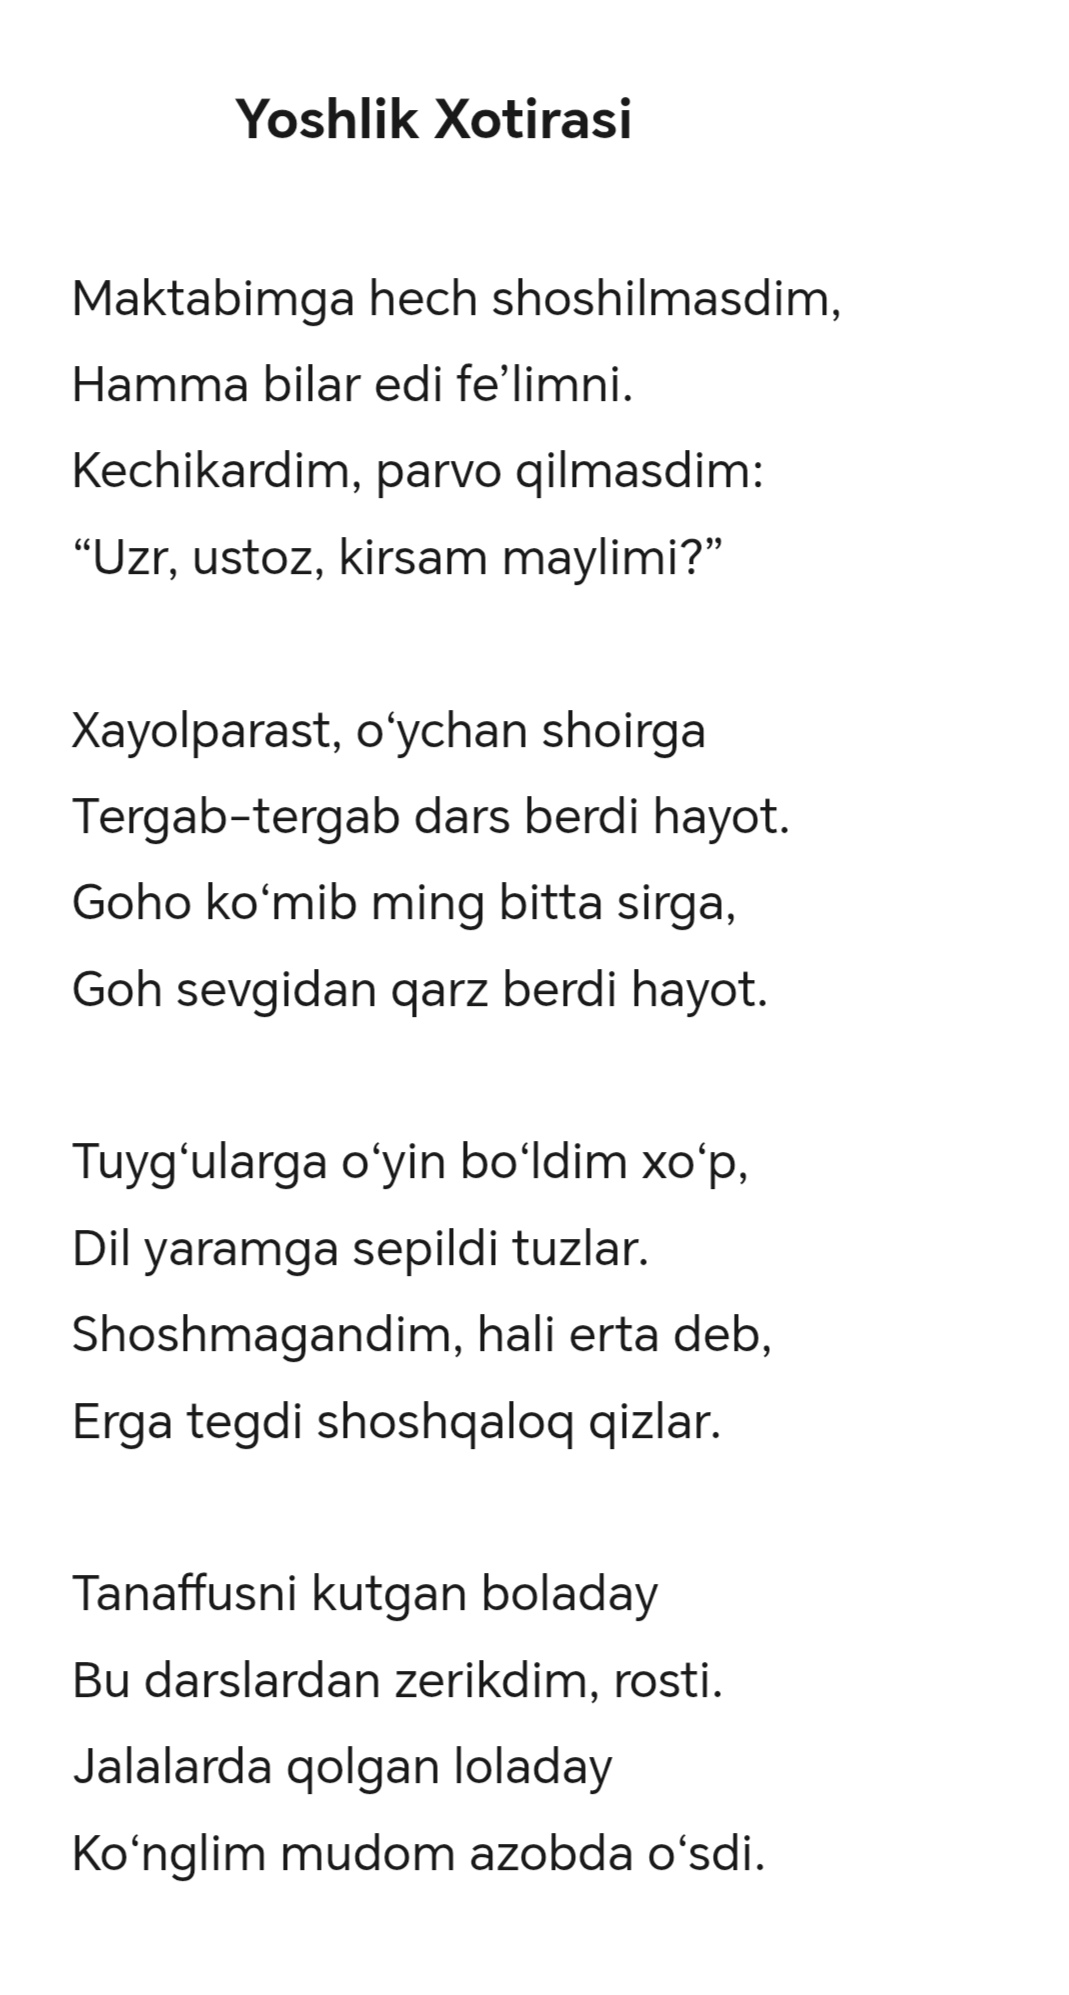 Yoshlik Xotirasi
Maktabimga hech shoshilmasdim,
Hamma bilar edi fe’limni.
Kechikardim, parvo qilmasdim:
“Uzr, ustoz, kirsam maylimi?”
Xayolparast, o‘ychan shoirga
Tergab-tergab dars berdi hayot.
Goho ko‘mib ming bitta sirga,
Goh sevgidan qarz berdi hayot.
Tuyg‘ularga o‘yin bo‘ldim xo‘p,
Dil yaramga sepildi tuzlar.
Shoshmagandim, hali erta deb,
Erga tegdi shoshqaloq qizlar.
Tanaffusni kutgan boladay
Bu darslardan zerikdim, rosti.
Jalalarda qolgan loladay
Ko‘nglim mudom azobda o‘sdi.